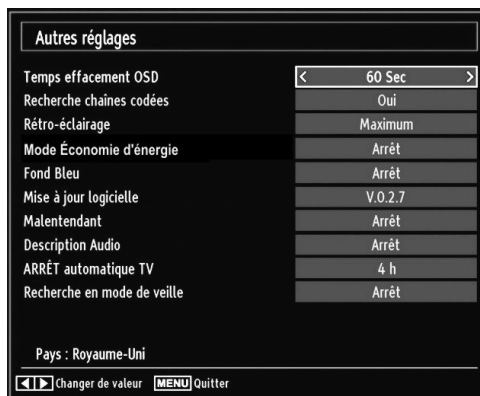 Autres réglages
Temps effacement OSD < 60 Sec >
Recherche chaînes codées Oui
Rétro-éclairage Maximum
Mode Économie d'énergie Arrêt
Fond Bleu Arrêt
Mise à jour logicielle V.0.2.7
Malentendant Arrêt
Description Audio Arrêt
ARRÊT automatique TV 4 h
Recherche en mode de veille Arrêt
Pays : Royaume-Uni
Changer de valeur MENU Quitter